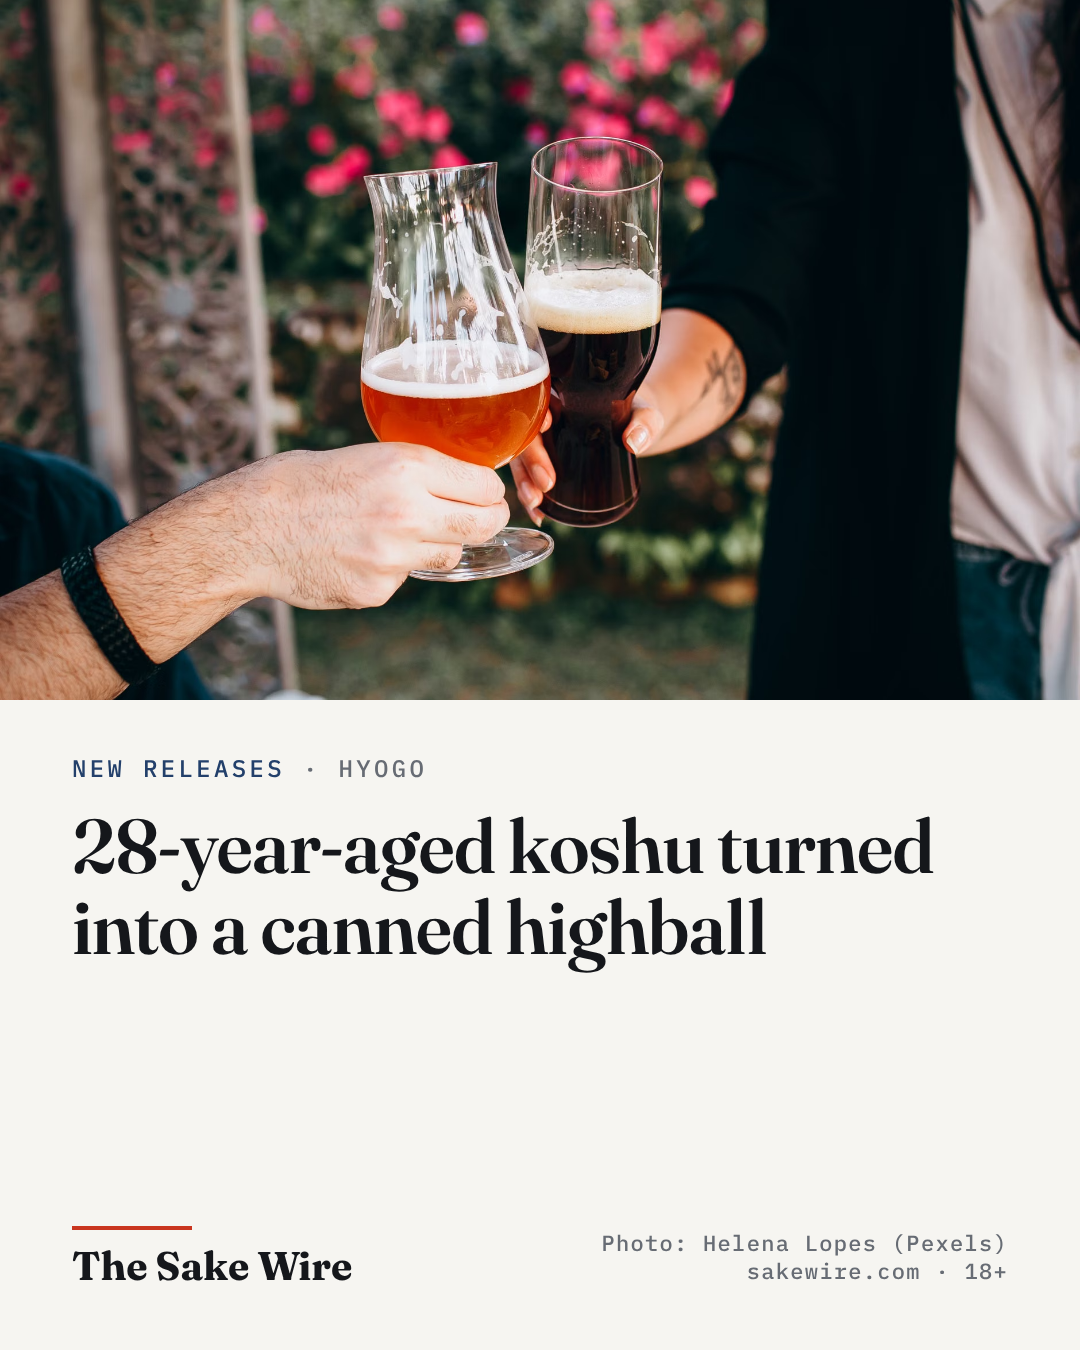 NEW RELEASES · HYOGO
28-year-aged koshu turned
into a canned highball
The Sake Wire
Photo: Helena Lopes (Pexels)
sakewire.com · 18+